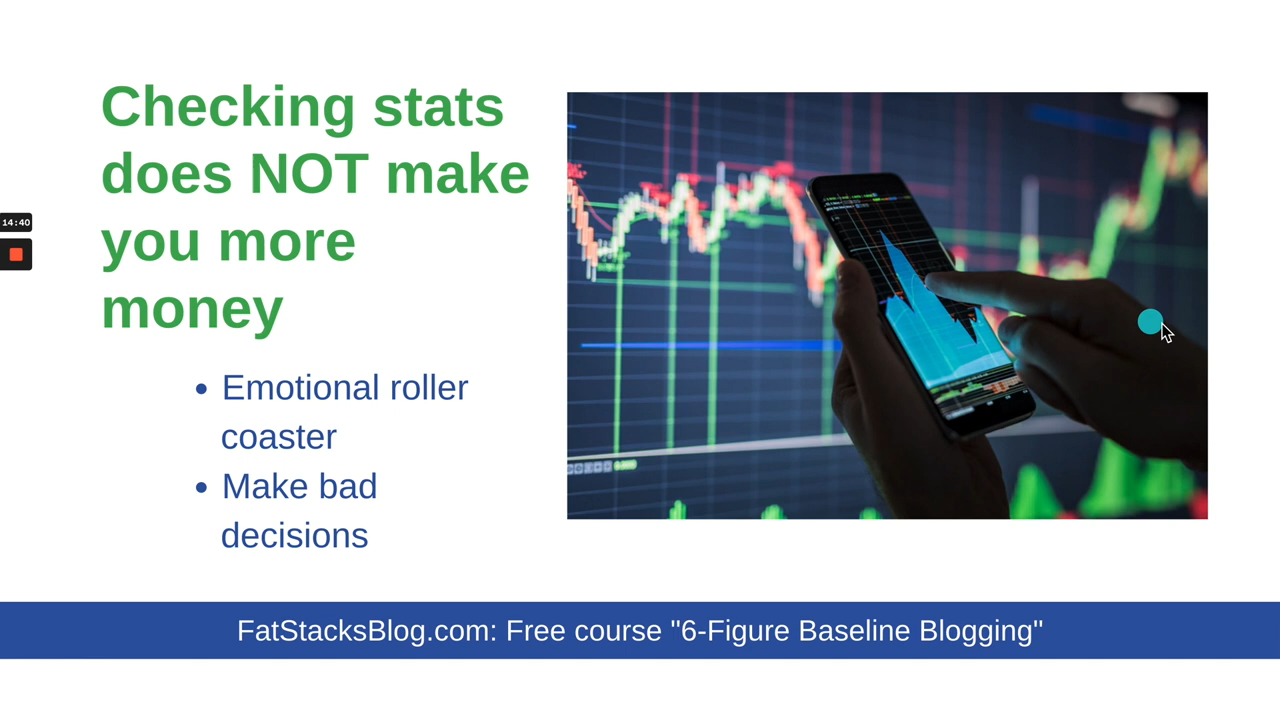 Checking stats
does NOT make
you more
money
• Emotional roller
coaster
• Make bad
decisions
14:40
FatStacksBlog.com: Free course "6-Figure Baseline Blogging"